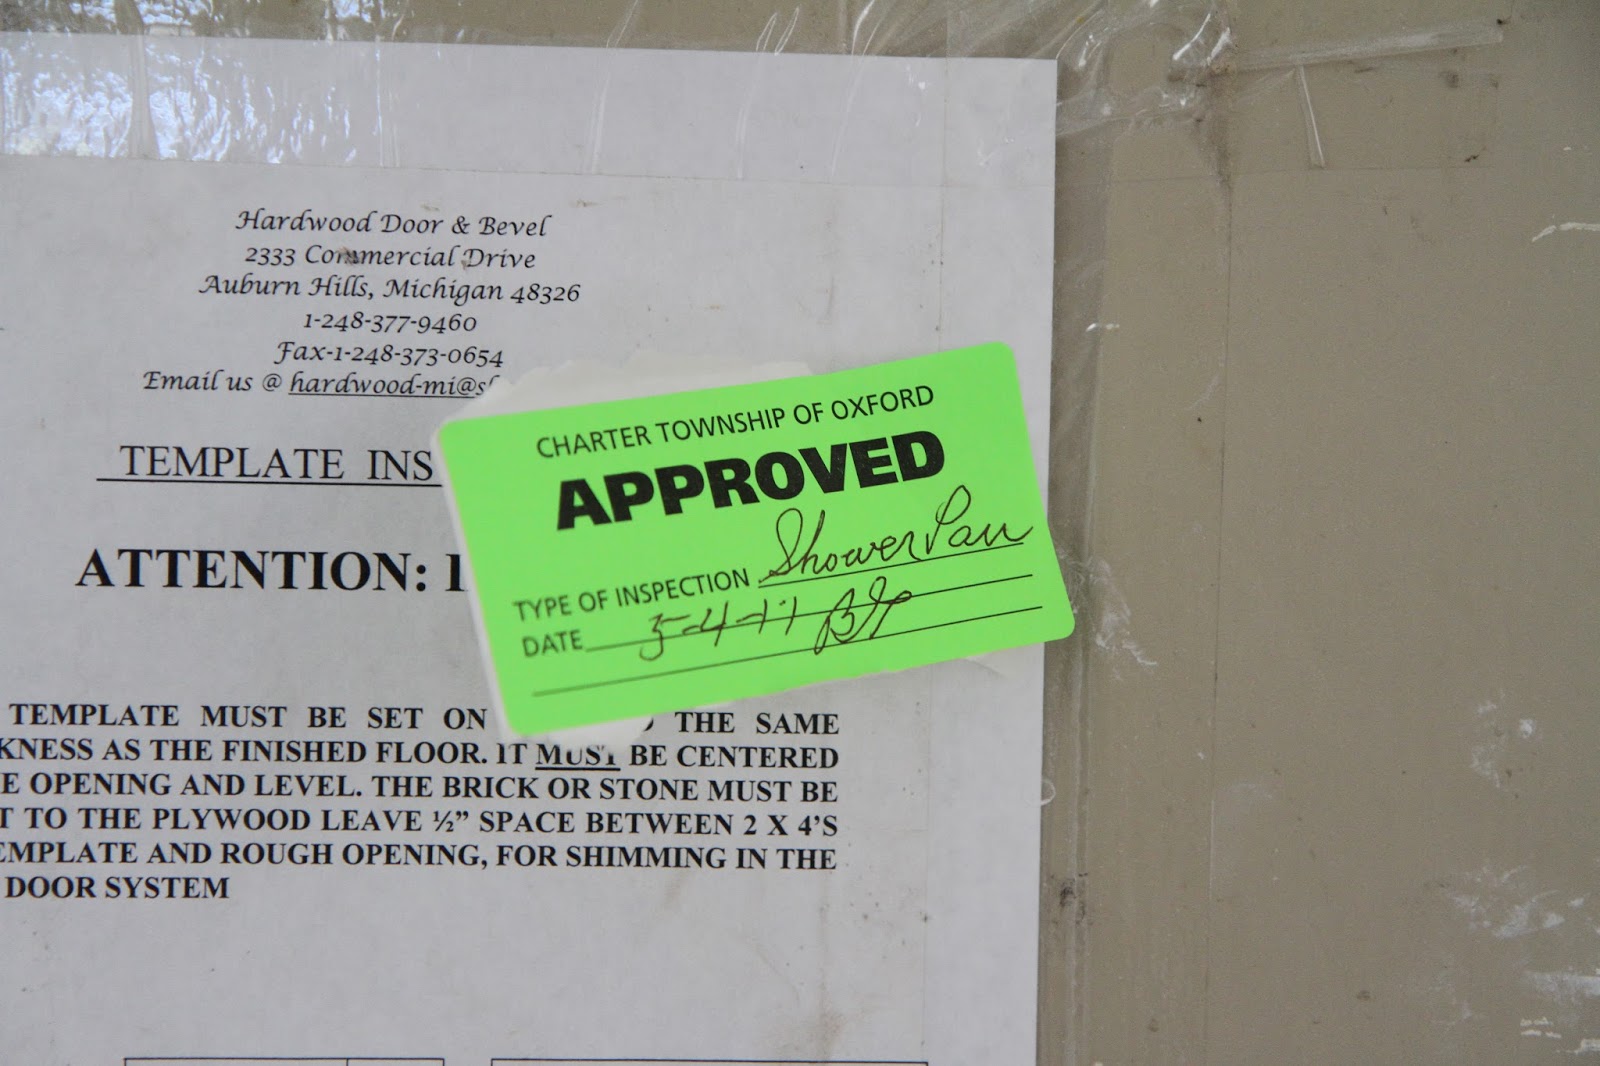 Hardwood Door & Bevel
2333 Commercial Drive
Auburn Hills, Michigan 48326
1-248-377-9460
Fax-1-248-373-0654
Email us @ hardwood-mi@s
TEMPLATE INS
ATTENTION:
CHARTER TOWNSHIP OF OXFORD
APPROVED
TYPE OF INSPECTION Shower Pan
DATE 5-4-11
TEMPLATE MUST BE SET ON THE SAME
KNESS AS THE FINISHED FLOOR. IT MUST BE CENTERED
E OPENING AND LEVEL. THE BRICK OR STONE MUST BE
T TO THE PLYWOOD LEAVE ½” SPACE BETWEEN 2 X 4’S
EMPLATE AND ROUGH OPENING, FOR SHIMMING IN THE
DOOR SYSTEM